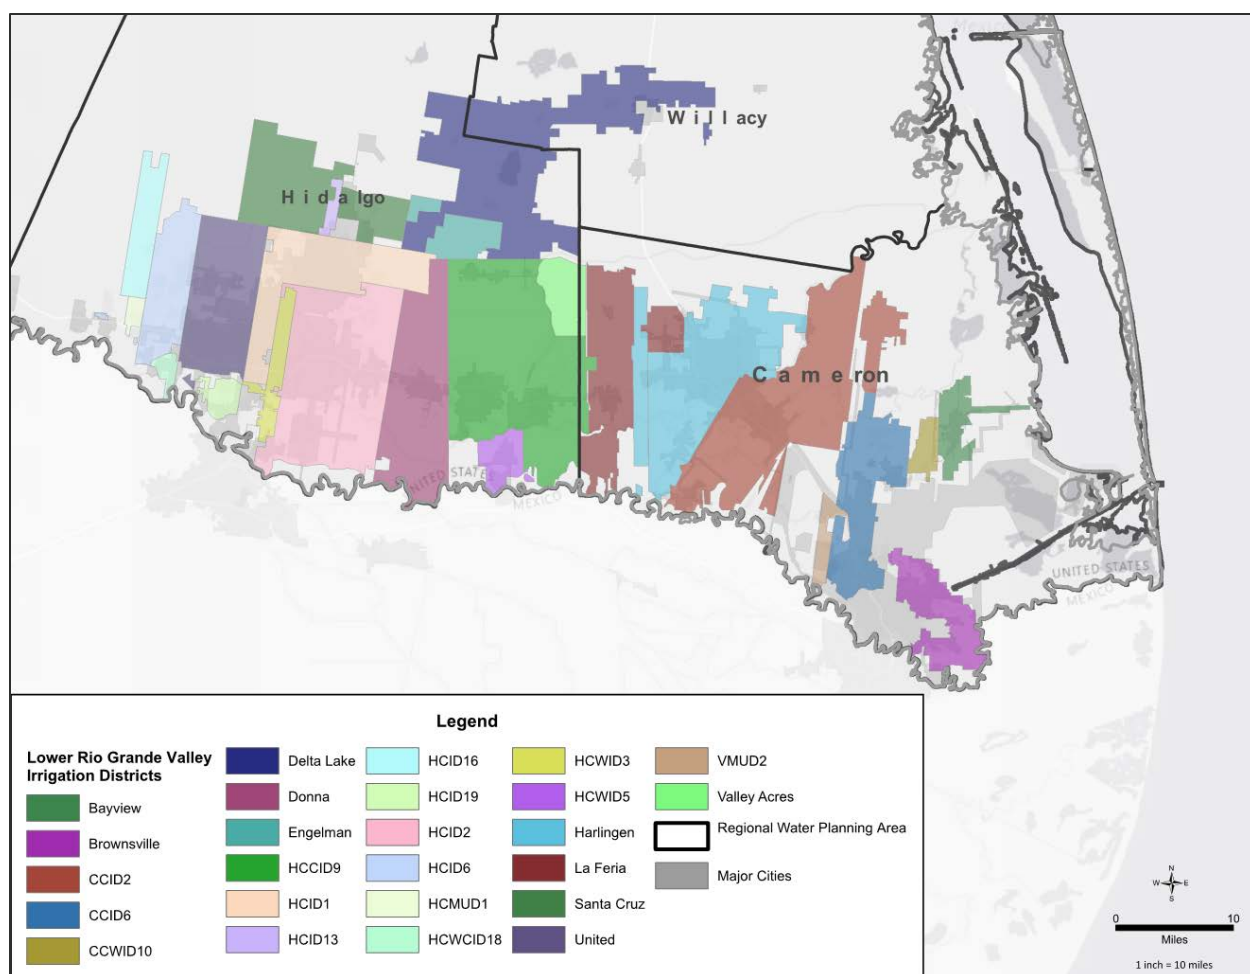 Mexico
W i l l acy
H i d a lgo
C a m e ron
UNITED STATES
MEXICO
UNITED STATES
MEXICO
Legend
Lower Rio Grande Valley
Irrigation Districts
Bayview
Brownsville
CCID2
CCID6
CCWID10
Delta Lake
Donna
Engelman
HCCID9
HCID1
HCID13
HCID16
HCID19
HCID2
HCID6
HCMUD1
HCWCID18
HCWID3
HCWID5
Harlingen
La Feria
Santa Cruz
United
VMUD2
Valley Acres
Regional Water Planning Area
Major Cities
N
W E
S
0 10
Miles
1 inch = 10 miles